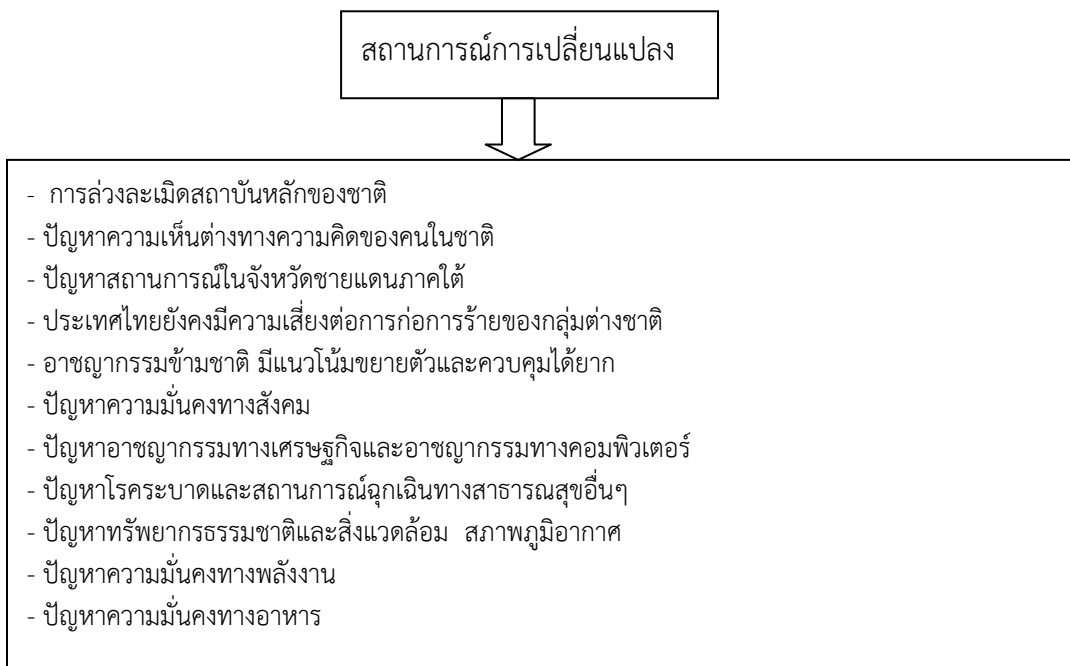 สถานการณ์การเปลี่ยนแปลง
- การล่วงละเมิดสถาบันหลักของชาติ
- ปัญหาความเห็นต่างทางความคิดของคนในชาติ
- ปัญหาสถานการณ์ในจังหวัดชายแดนภาคใต้
- ประเทศไทยยังคงมีความเสี่ยงต่อการก่อการร้ายของกลุ่มต่างชาติ
- อาชญากรรมข้ามชาติ มีแนวโน้มขยายตัวและควบคุมได้ยาก
- ปัญหาความมั่นคงทางสังคม
- ปัญหาอาชญากรรมทางเศรษฐกิจและอาชญากรรมทางคอมพิวเตอร์
- ปัญหาโรคระบาดและสถานการณ์ฉุกเฉินทางสาธารณสุขอื่นๆ
- ปัญหาทรัพยากรธรรมชาติและสิ่งแวดล้อม สภาพภูมิอากาศ
- ปัญหาความมั่นคงทางพลังงาน
- ปัญหาความมั่นคงทางอาหาร